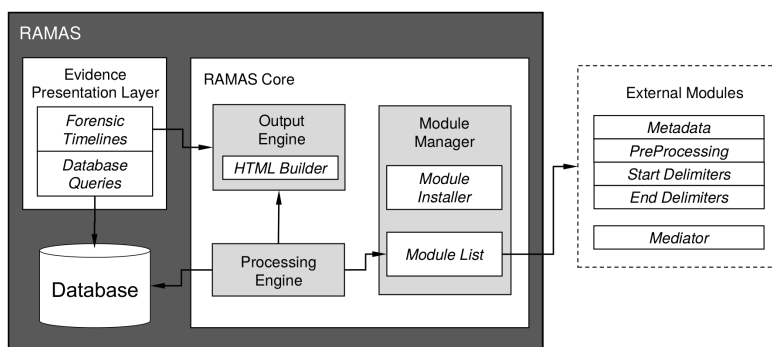 RAMAS
Evidence
Presentation Layer
Forensic
Timelines
Database
Queries
Database
RAMAS Core
Output
Engine
HTML Builder
Processing
Engine
Module
Manager
Module
Installer
Module List
External Modules
Metadata
PreProcessing
Start Delimiters
End Delimiters
Mediator